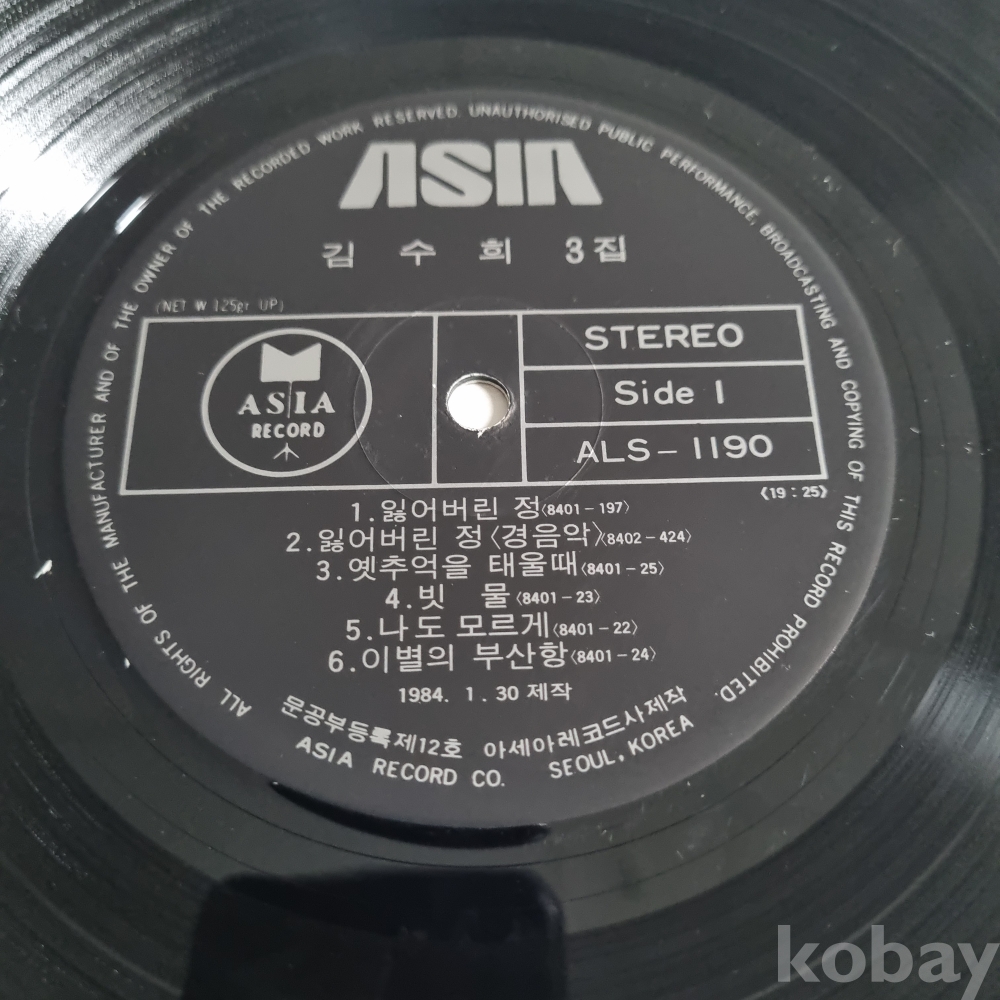 ALL RIGHTS OF THE MANUFACTURER AND OF THE OWNER OF THE RECORDED WORK RESERVED. UNAUTHORISED PUBLIC PERFORMANCE, BROADCASTING AND COPYING OF THIS RECORD PROHIBITED.
ASIA
김 수 희 3집
(NET W 125gr UP)
ASIA
RECORD
STEREO
Side 1
ALS-1190
《19:25》
1.잃어버린 정〈8401-197〉
2.잃어버린 정〈경음악〉〈8402-424〉
3.옛추억을 태울때〈8401-25〉
4.빗 물〈8401-23〉
5.나도 모르게〈8401-22〉
6.이별의 부산항〈8401-24〉
1984. 1. 30 제작
문공부등록제12호 아세아레코드사제작
ASIA RECORD CO. SEOUL, KOREA
kobay